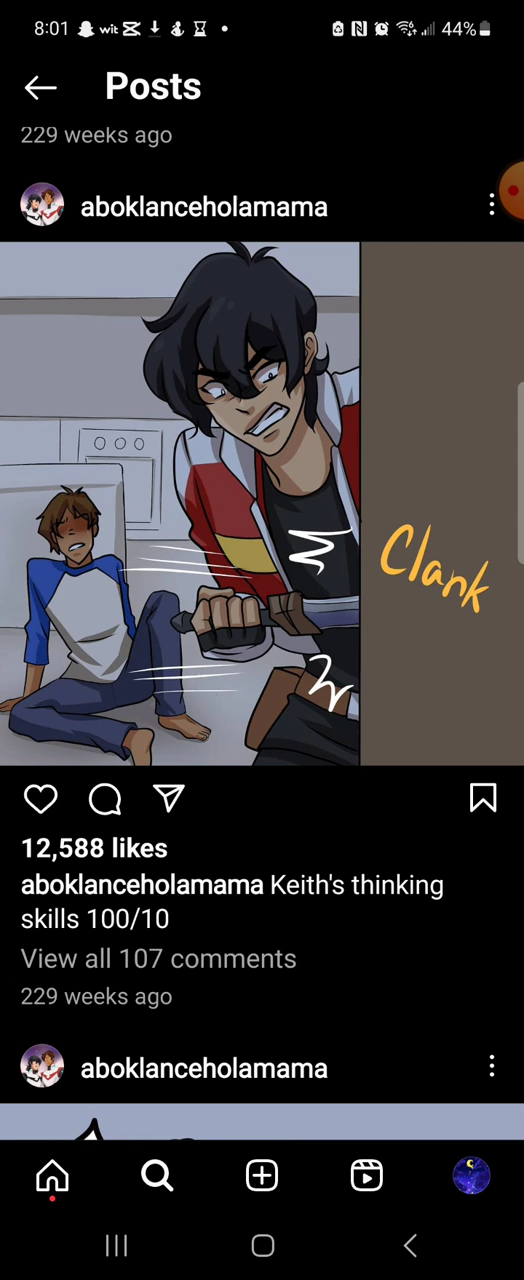 8:01 wit 44%
Posts
229 weeks ago
aboklanceholamama
Clank
12,588 likes
aboklanceholamama Keith's thinking
skills 100/10
View all 107 comments
229 weeks ago
aboklanceholamama